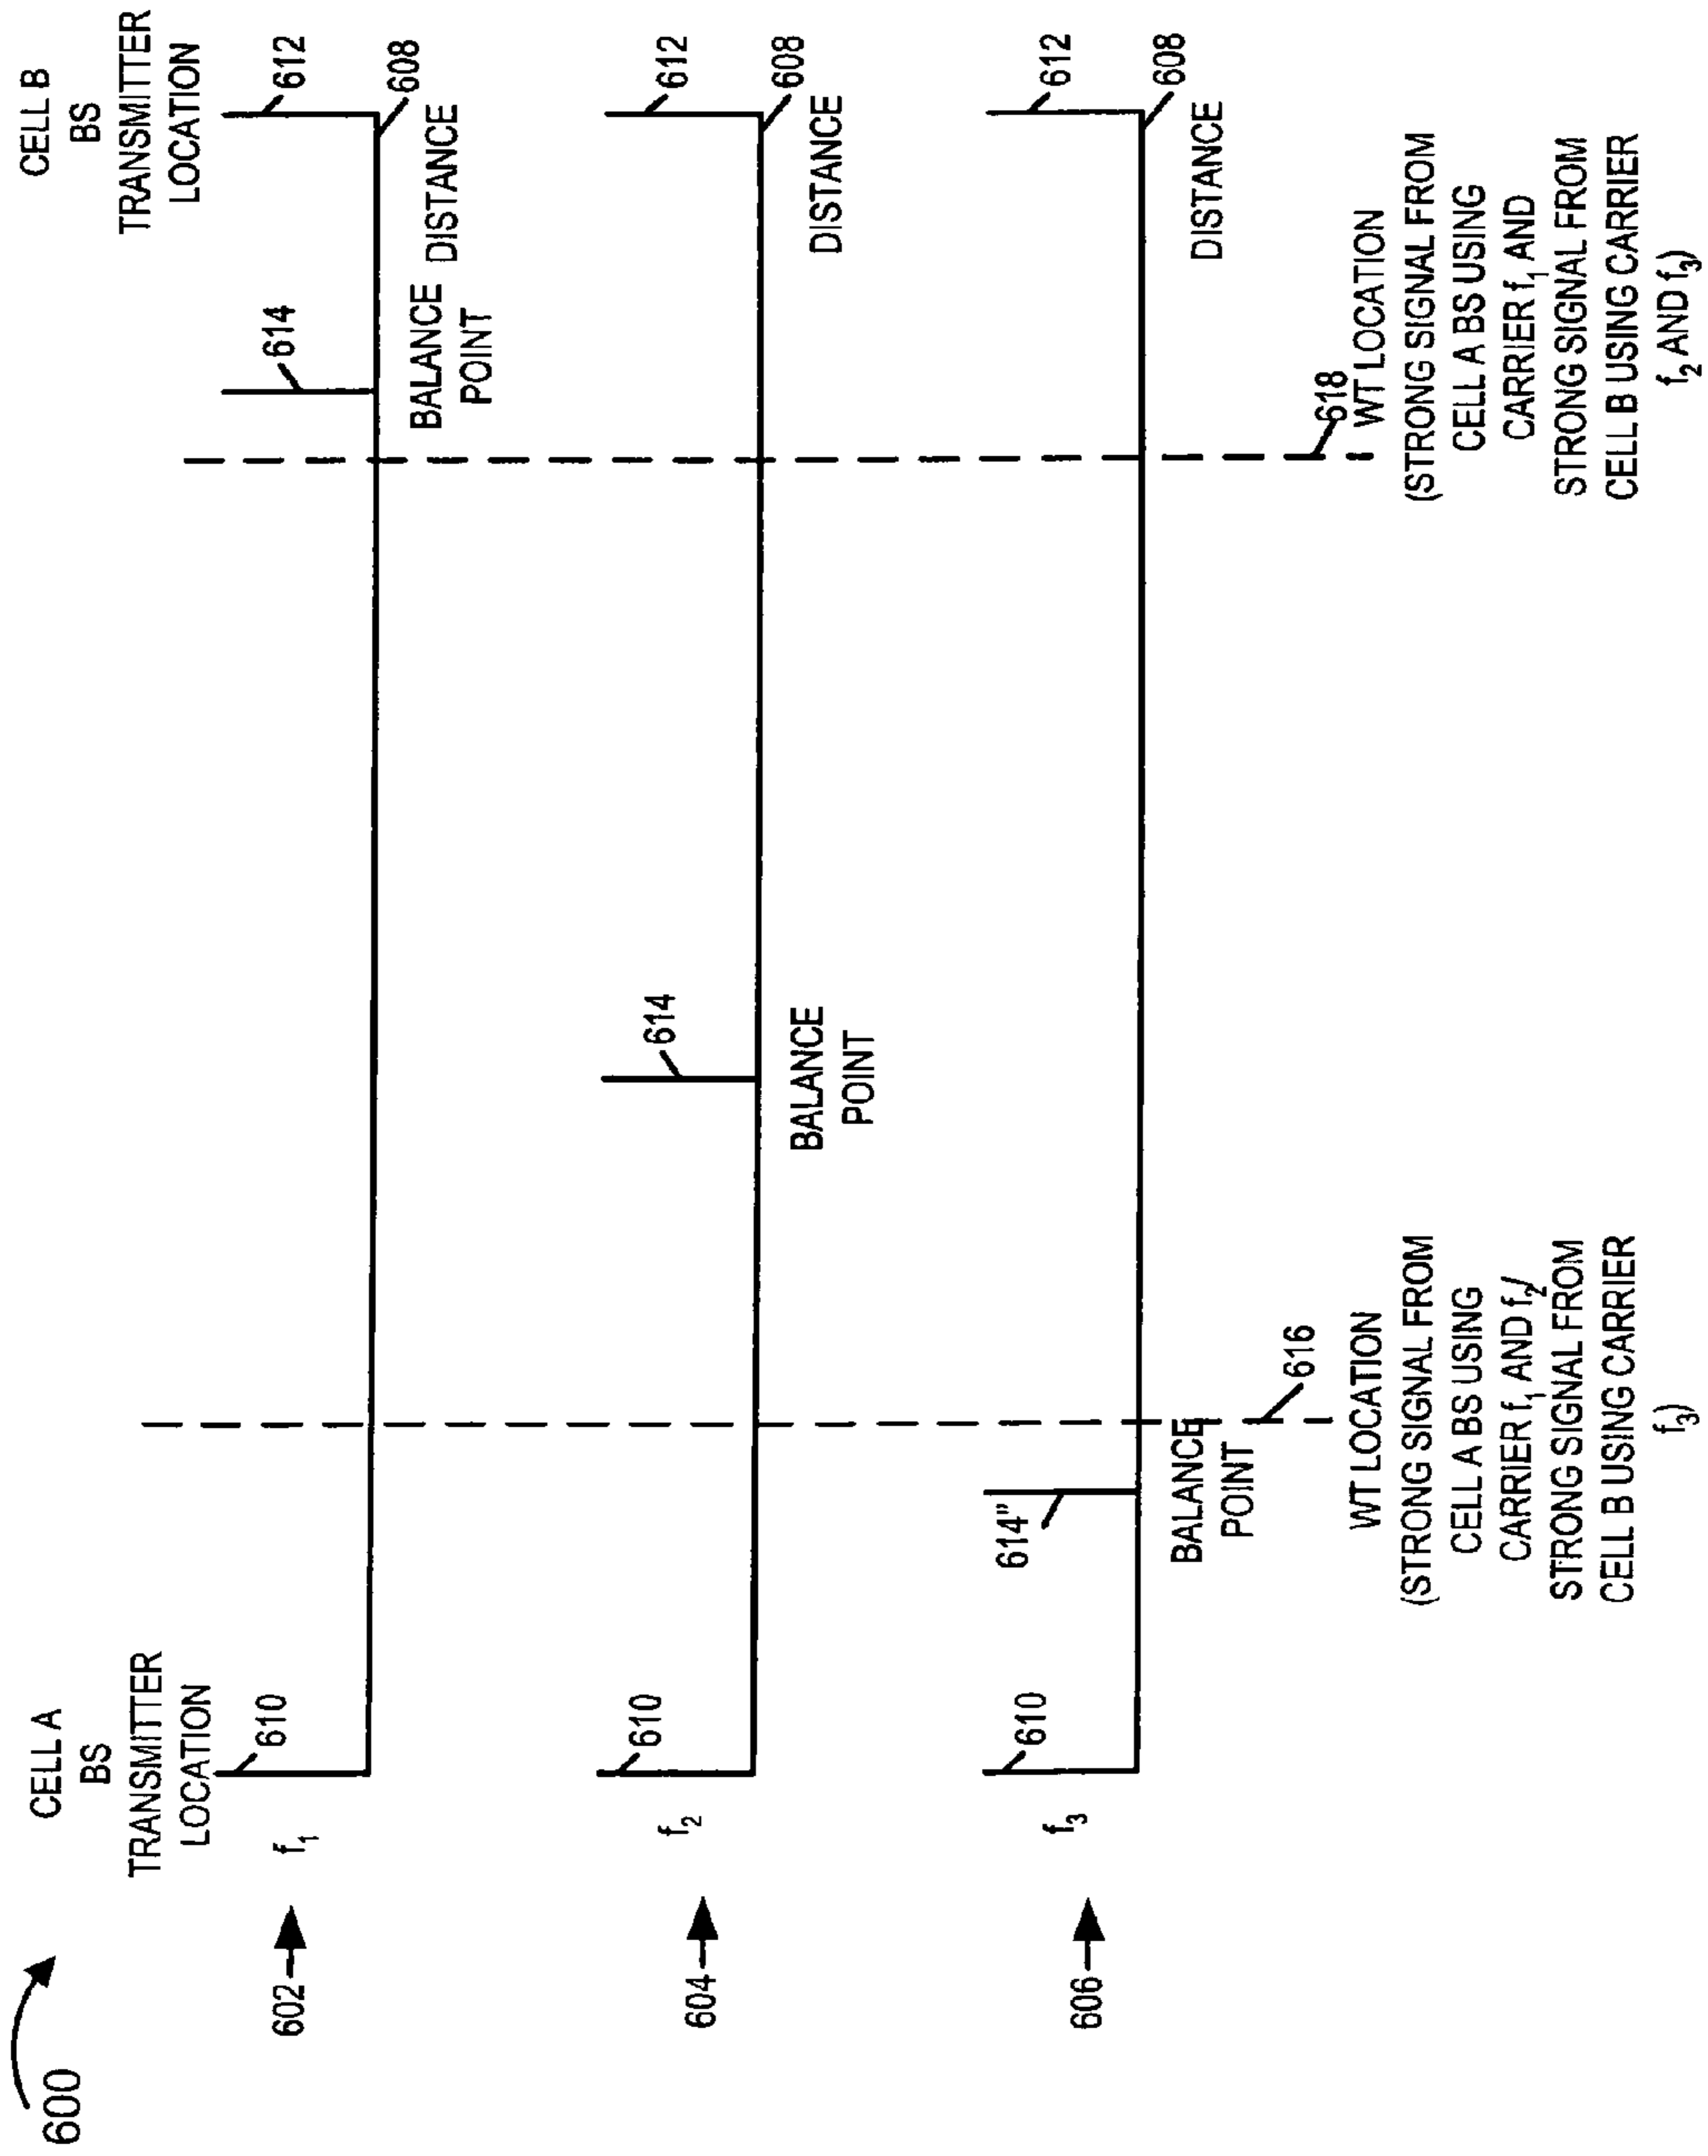 600
CELL A
BS
TRANSMITTER
LOCATION
CELL B
BS
TRANSMITTER
LOCATION
602
f₁
610
614
612
608
BALANCE
POINT
DISTANCE
604
f₂
610
614
612
608
BALANCE
POINT
DISTANCE
606
f₃
610
614"
612
608
BALANCE
POINT
DISTANCE
616
WT LOCATION
(STRONG SIGNAL FROM
CELL A BS USING
CARRIER f₁ AND f₂/
STRONG SIGNAL FROM
CELL B USING CARRIER
f₃)
618
WT LOCATION
(STRONG SIGNAL FROM
CELL A BS USING
CARRIER f₁ AND
STRONG SIGNAL FROM
CELL B USING CARRIER
f₂ AND f₃)